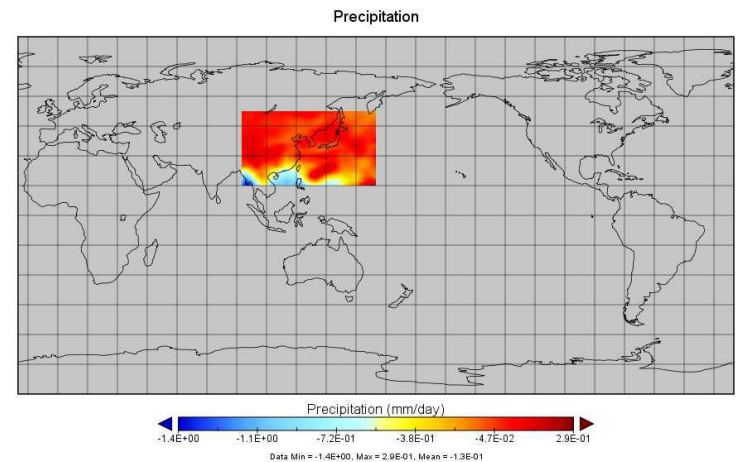 Precipitation
Precipitation (mm/day)
-1.4E+00 -1.1E+00 -7.2E-01 -3.8E-01 -4.7E-02 2.9E-01
Data Min = -1.4E+00, Max = 2.9E-01, Mean = -1.3E-01